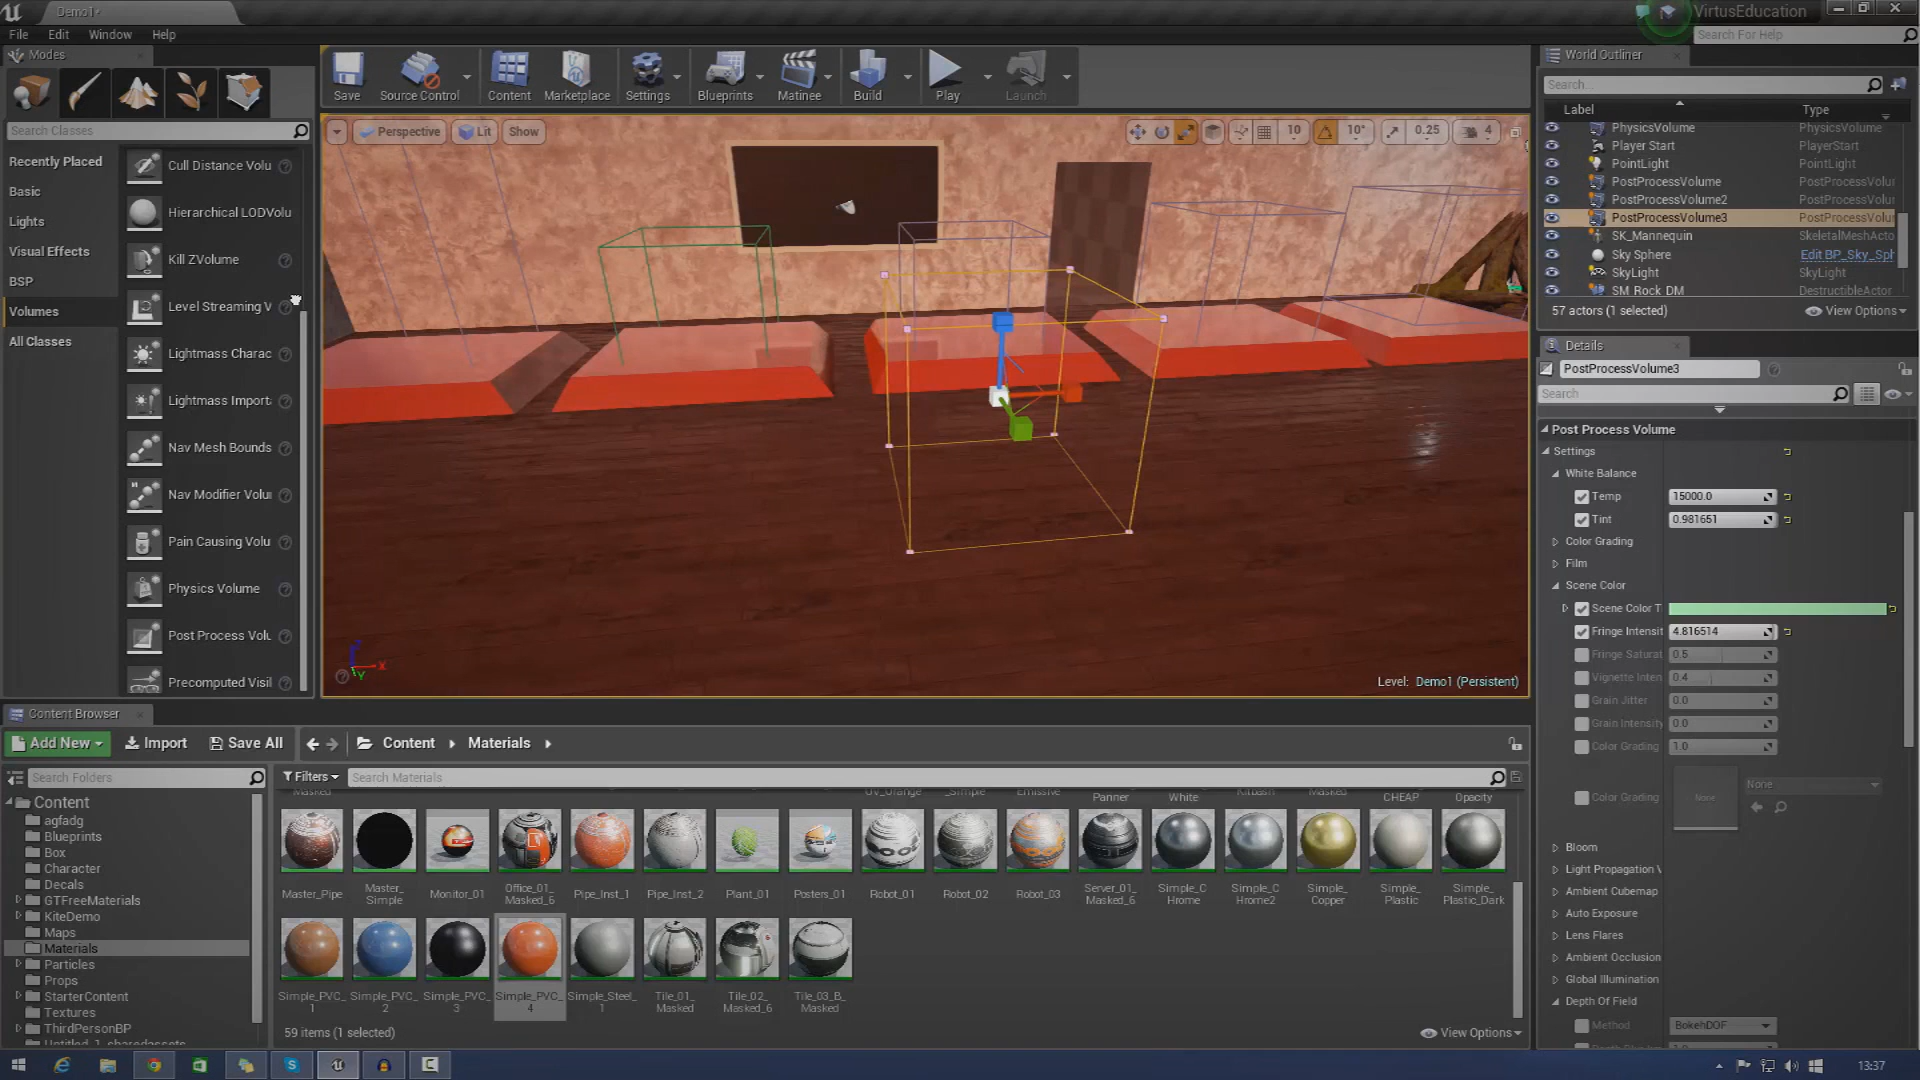 Demo1*
VirtusEducation
File Edit Window Help
Search For Help
Modes
Save
Source Control
Content
Marketplace
Settings
Blueprints
Matinee
Build
Play
Launch
World Outliner
Search...
Label Type
Search Classes
Recently Placed
Basic
Lights
Visual Effects
BSP
Volumes
All Classes
Cull Distance Volu
Hierarchical LODVolu
Kill ZVolume
Level Streaming V
Lightmass Charac
Lightmass Import
Nav Mesh Bounds
Nav Modifier Volu
Pain Causing Volu
Physics Volume
Post Process Volu
Precomputed Visil
Perspective
Lit
Show
10
10°
0.25
4
X
Y
Level: Demo1 (Persistent)
PhysicsVolume PhysicsVolume
Player Start PlayerStart
PointLight PointLight
PostProcessVolume PostProcessVolu
PostProcessVolume2 PostProcessVolu
PostProcessVolume3 PostProcessVolu
SK_Mannequin SkeletalMeshActo
Sky Sphere Edit BP_Sky_Sph
SkyLight SkyLight
SM_Rock_DM DestructibleActor
57 actors (1 selected)
View Options
Details
PostProcessVolume3
Search
Post Process Volume
Settings
White Balance
Temp 15000.0
Tint 0.981651
Color Grading
Film
Scene Color
Scene Color T
Fringe Intensit 4.816514
Fringe Saturat 0.5
Vignette Inten 0.4
Grain Jitter 0.0
Grain Intensity 0.0
Color Grading 1.0
Color Grading
None
None
Bloom
Light Propagation V
Ambient Cubemap
Auto Exposure
Lens Flares
Ambient Occlusion
Global Illumination
Depth Of Field
Method BokehDOF
Content Browser
Add New
Import
Save All
Content
Materials
Search Folders
Filters
Search Materials
Content
agfadg
Blueprints
Box
Character
Decals
GTFreeMaterials
KiteDemo
Maps
Materials
Particles
Props
StarterContent
Textures
ThirdPersonBP
Untitled_1_sharedassets
Masked
UV_Orange
_Simple
Emissive
Panner
White
Kitbash
Masked
CHEAP
Opacity
Master_Pipe
Master_
Simple
Monitor_01
Office_01_
Masked_6
Pipe_Inst_1
Pipe_Inst_2
Plant_01
Posters_01
Robot_01
Robot_02
Robot_03
Server_01_
Masked_6
Simple_C
Hrome
Simple_C
Hrome2
Simple_
Copper
Simple_
Plastic
Simple_
Plastic_Dark
Simple_PVC_
1
Simple_PVC_
2
Simple_PVC_
3
Simple_PVC_
4
Simple_Steel_
1
Tile_01_
Masked
Tile_02_
Masked_6
Tile_03_B_
Masked
59 items (1 selected)
View Options
13:37